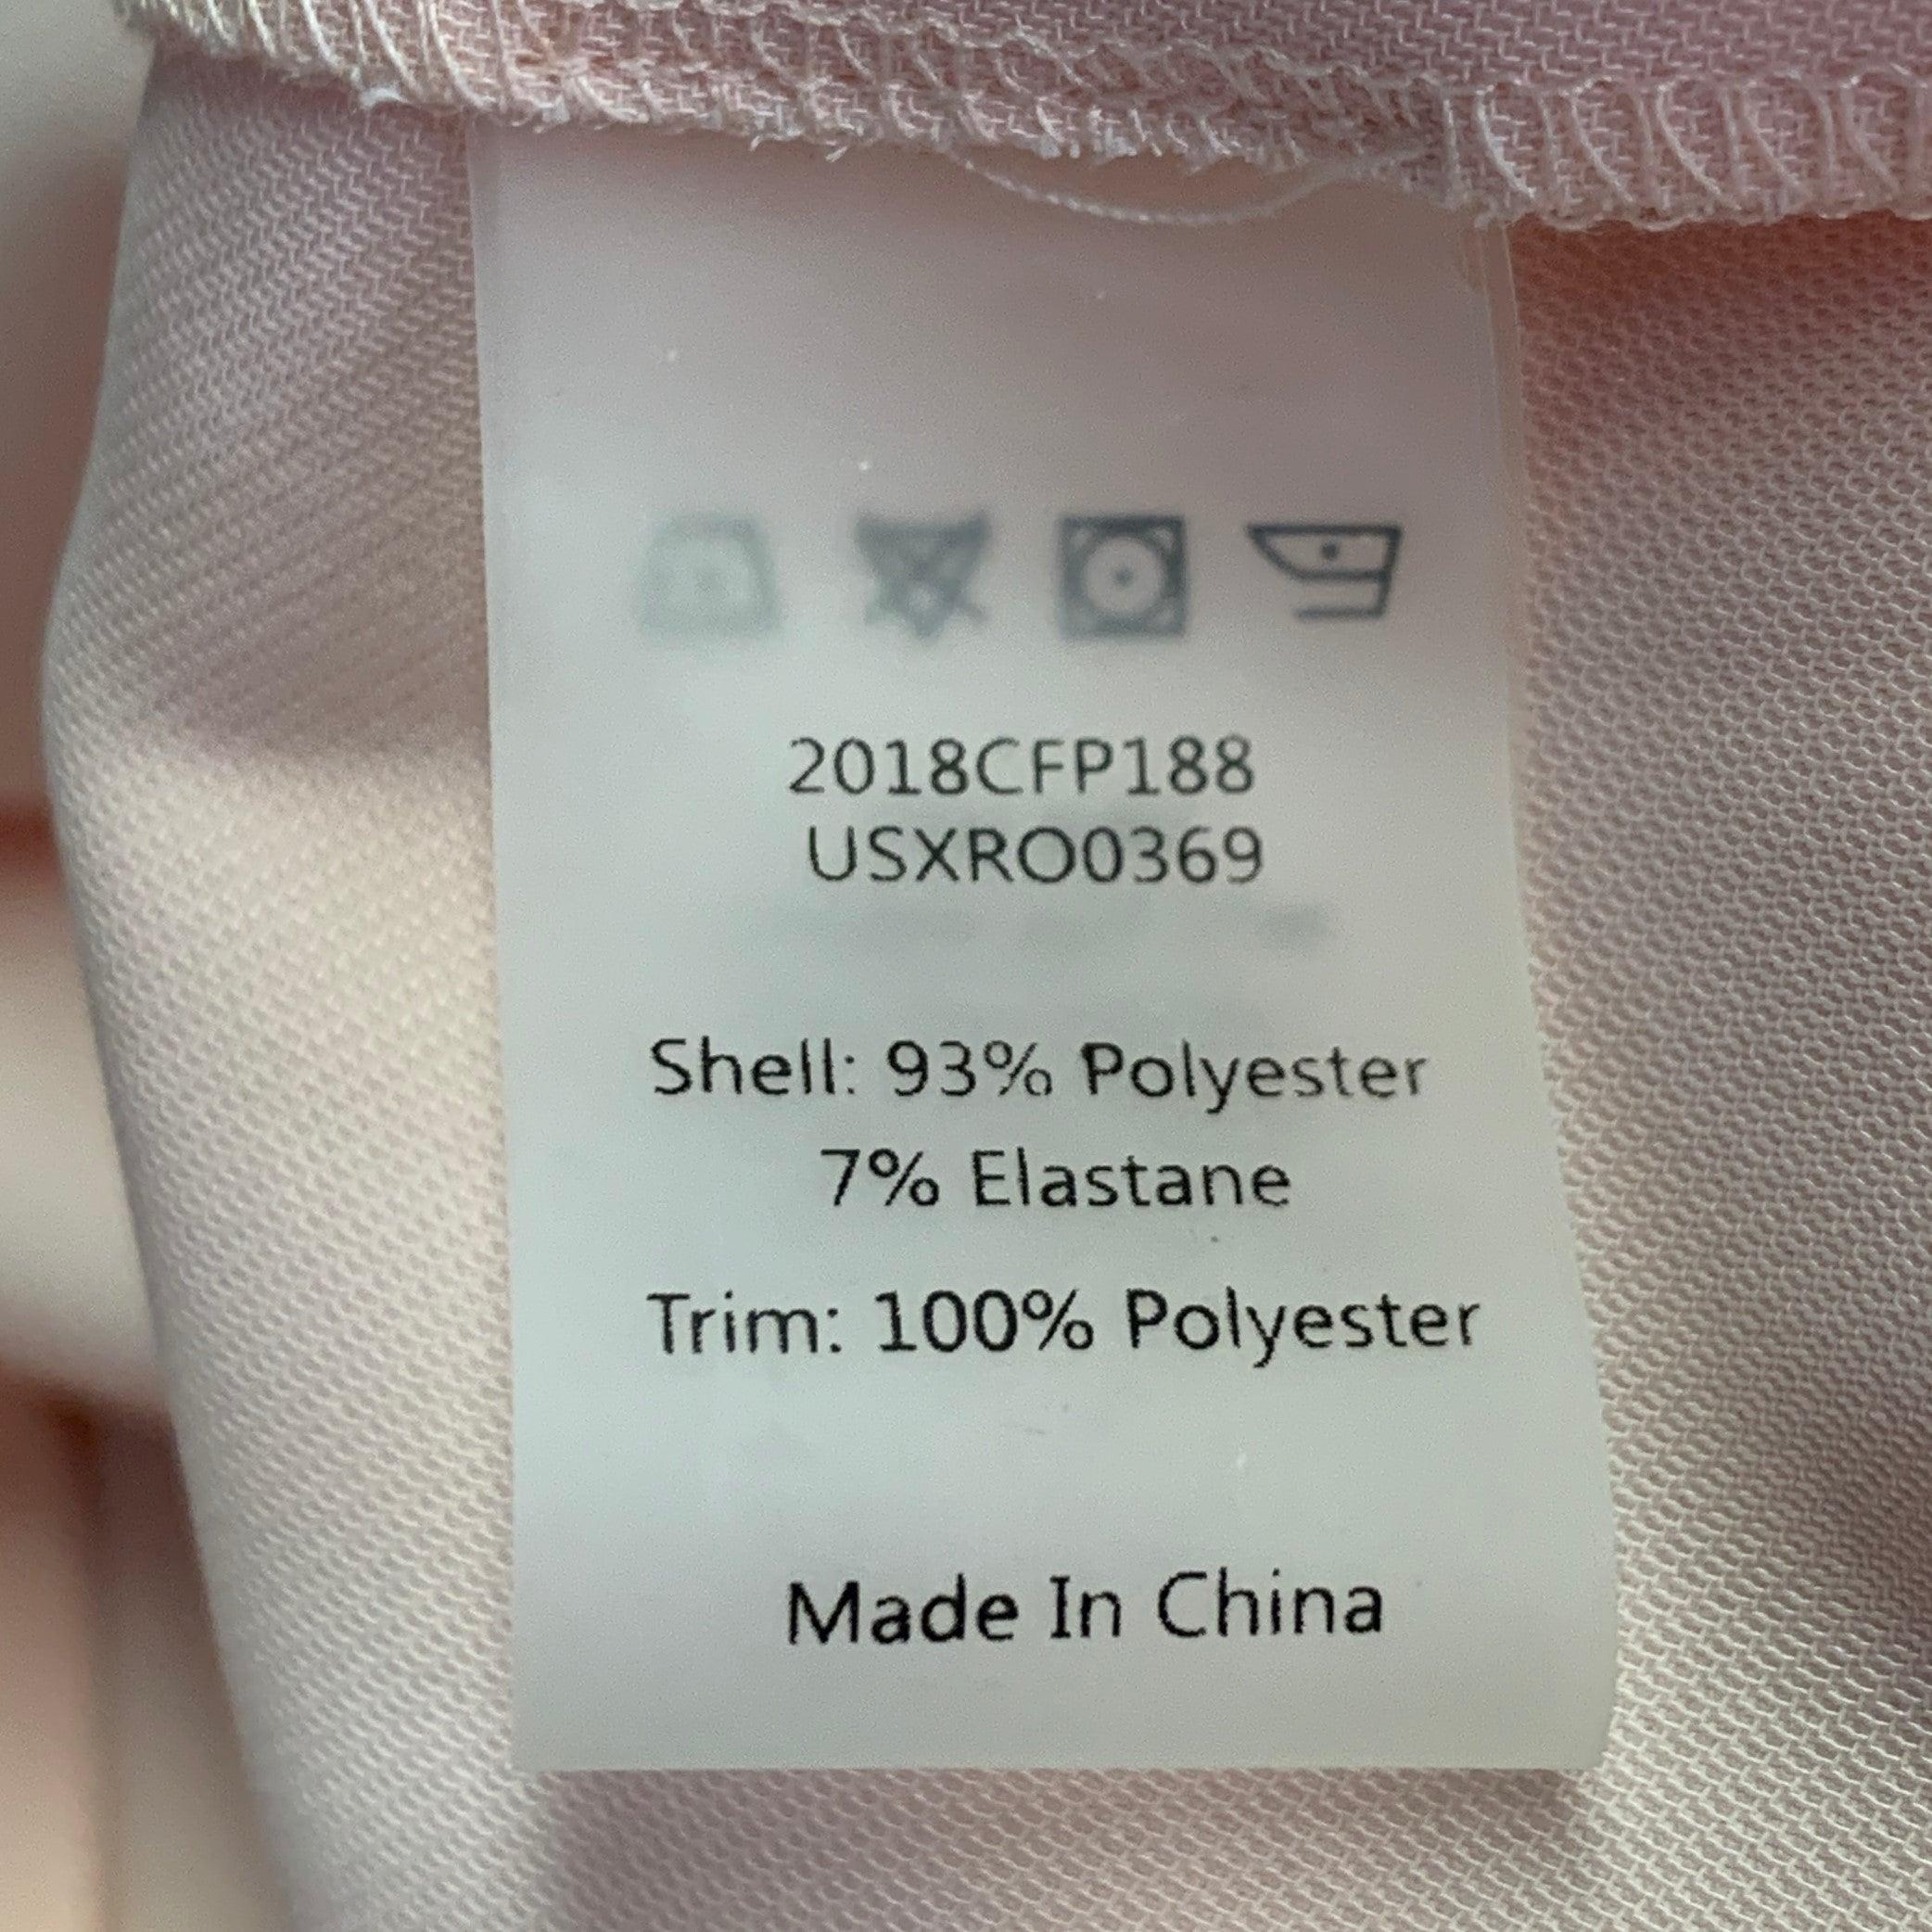 2018CFP188
USXRO0369
Shell: 93% Polyester
7% Elastane
Trim: 100% Polyester
Made In China